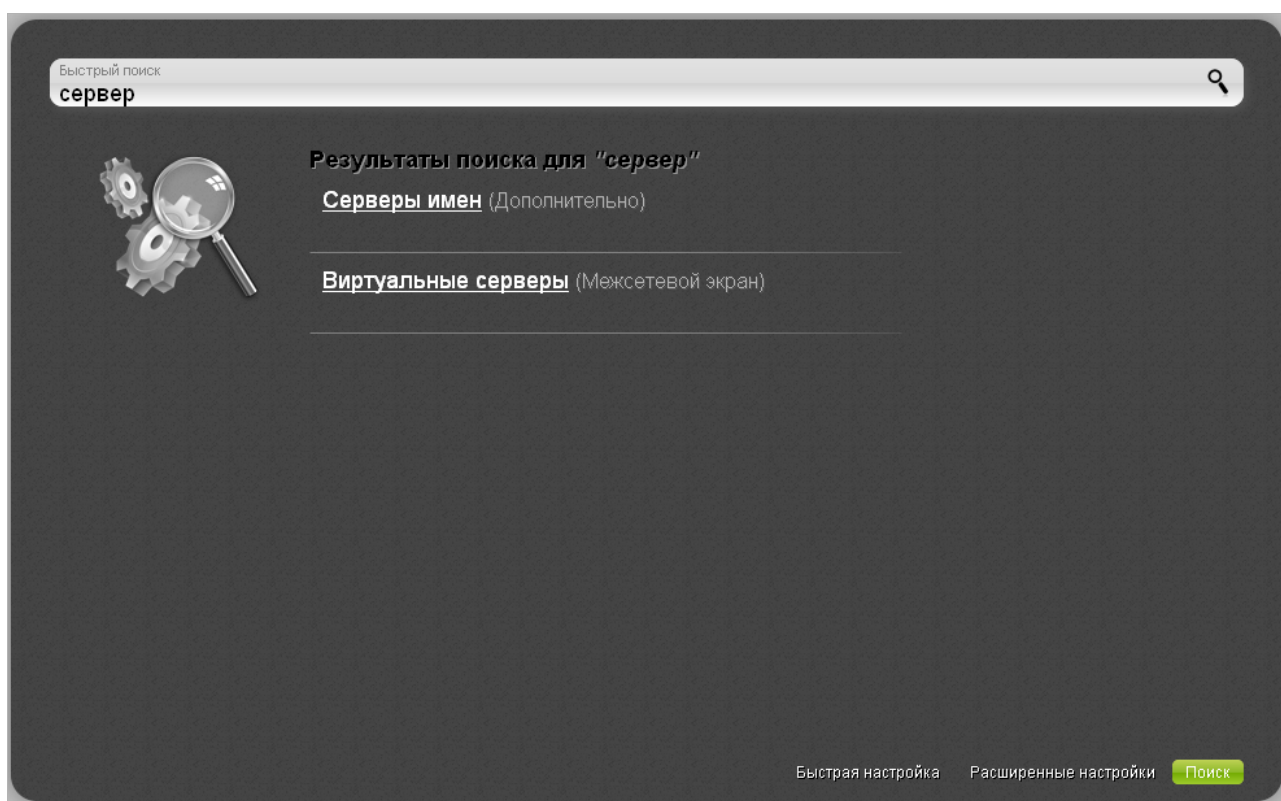 Быстрый поиск
сервер
Результаты поиска для "сервер"
Серверы имен (Дополнительно)
Виртуальные серверы (Межсетевой экран)
Быстрая настройка Расширенные настройки Поиск